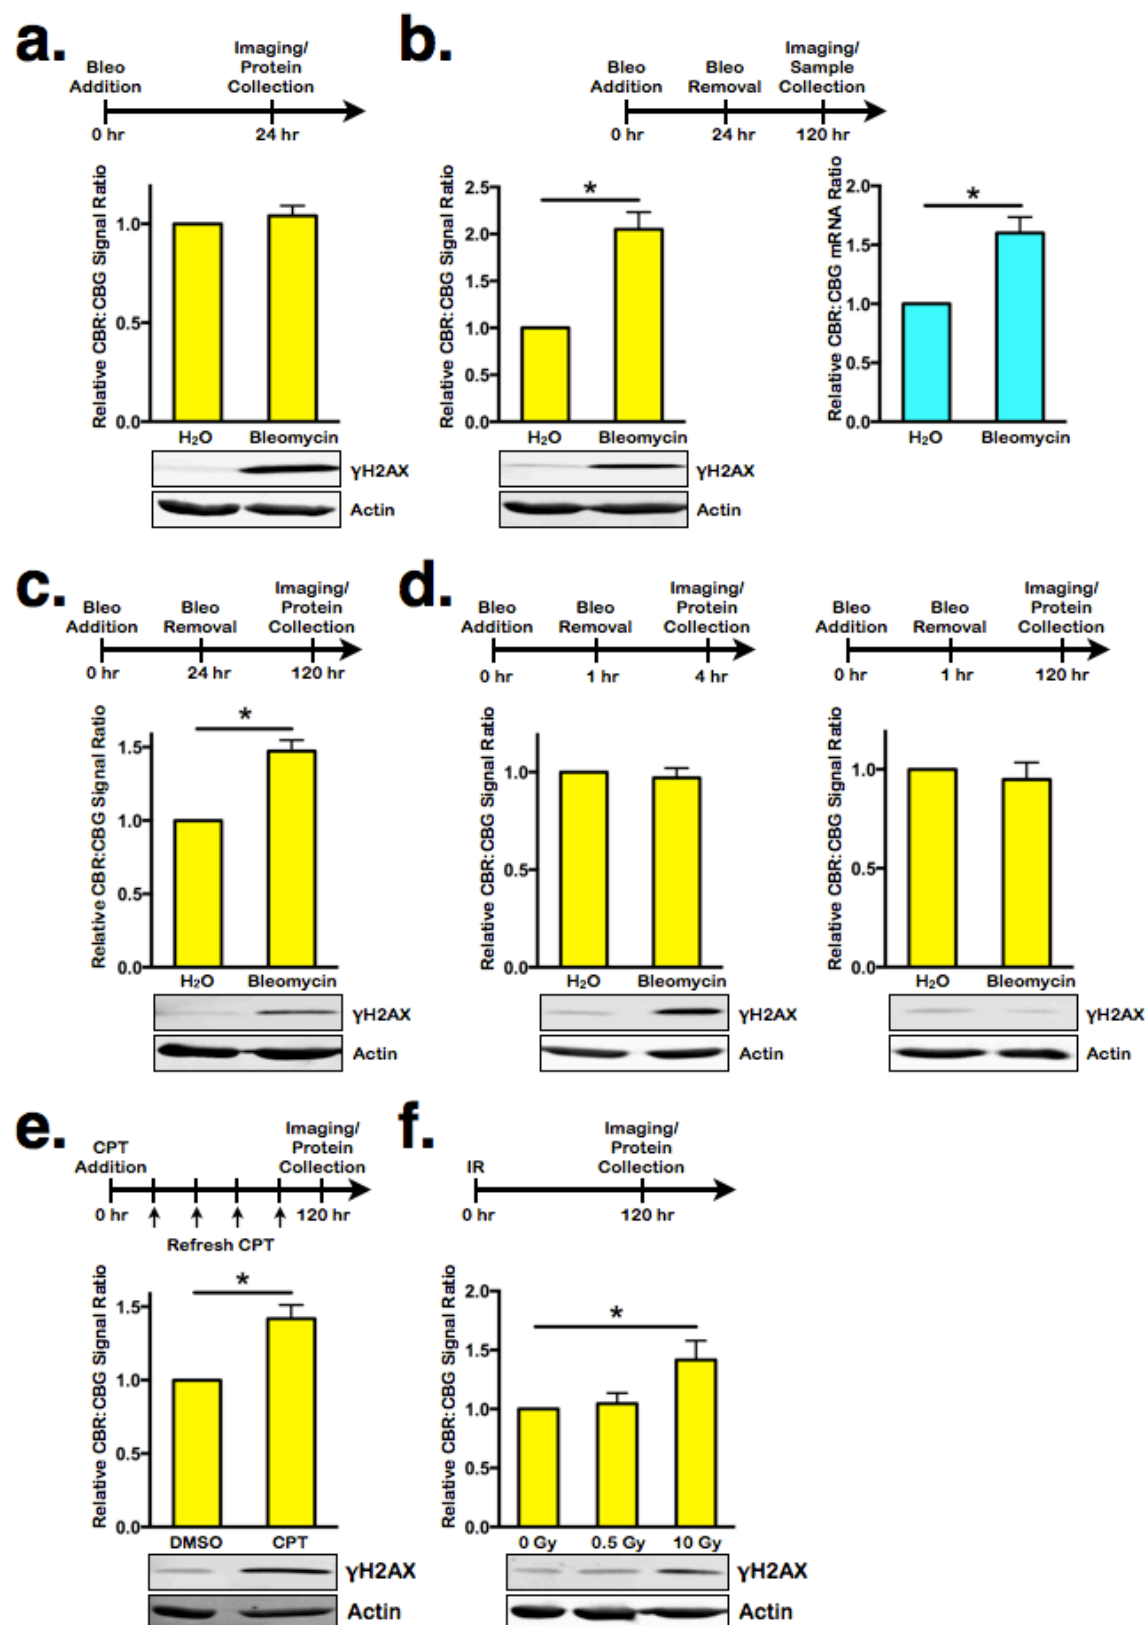 a.
Bleo
Addition
Imaging/
Protein
Collection
0 hr
24 hr
Relative CBR:CBG Signal Ratio
1.0
0.5
0.0
H₂O
Bleomycin
γH2AX
Actin
b.
Bleo
Addition
Bleo
Removal
Imaging/
Sample
Collection
0 hr
24 hr
120 hr
Relative CBR:CBG Signal Ratio
2.5
2.0
1.5
1.0
0.5
0.0
*
H₂O
Bleomycin
γH2AX
Actin
Relative CBR:CBG mRNA Ratio
2.0
1.5
1.0
0.5
0.0
*
H₂O
Bleomycin
c.
Bleo
Addition
Bleo
Removal
Imaging/
Protein
Collection
0 hr
24 hr
120 hr
Relative CBR:CBG Signal Ratio
1.5
1.0
0.5
0.0
*
H₂O
Bleomycin
γH2AX
Actin
d.
Bleo
Addition
Bleo
Removal
Imaging/
Protein
Collection
0 hr
1 hr
4 hr
Relative CBR:CBG Signal Ratio
1.0
0.5
0.0
H₂O
Bleomycin
γH2AX
Actin
Bleo
Addition
Bleo
Removal
Imaging/
Protein
Collection
0 hr
1 hr
120 hr
Relative CBR:CBG Signal Ratio
1.0
0.5
0.0
H₂O
Bleomycin
γH2AX
Actin
e.
CPT
Addition
Imaging/
Protein
Collection
0 hr
120 hr
Refresh CPT
Relative CBR:CBG Signal Ratio
1.5
1.0
0.5
0.0
*
DMSO
CPT
γH2AX
Actin
f.
IR
Imaging/
Protein
Collection
0 hr
120 hr
Relative CBR:CBG Signal Ratio
2.0
1.5
1.0
0.5
0.0
*
0 Gy
0.5 Gy
10 Gy
γH2AX
Actin